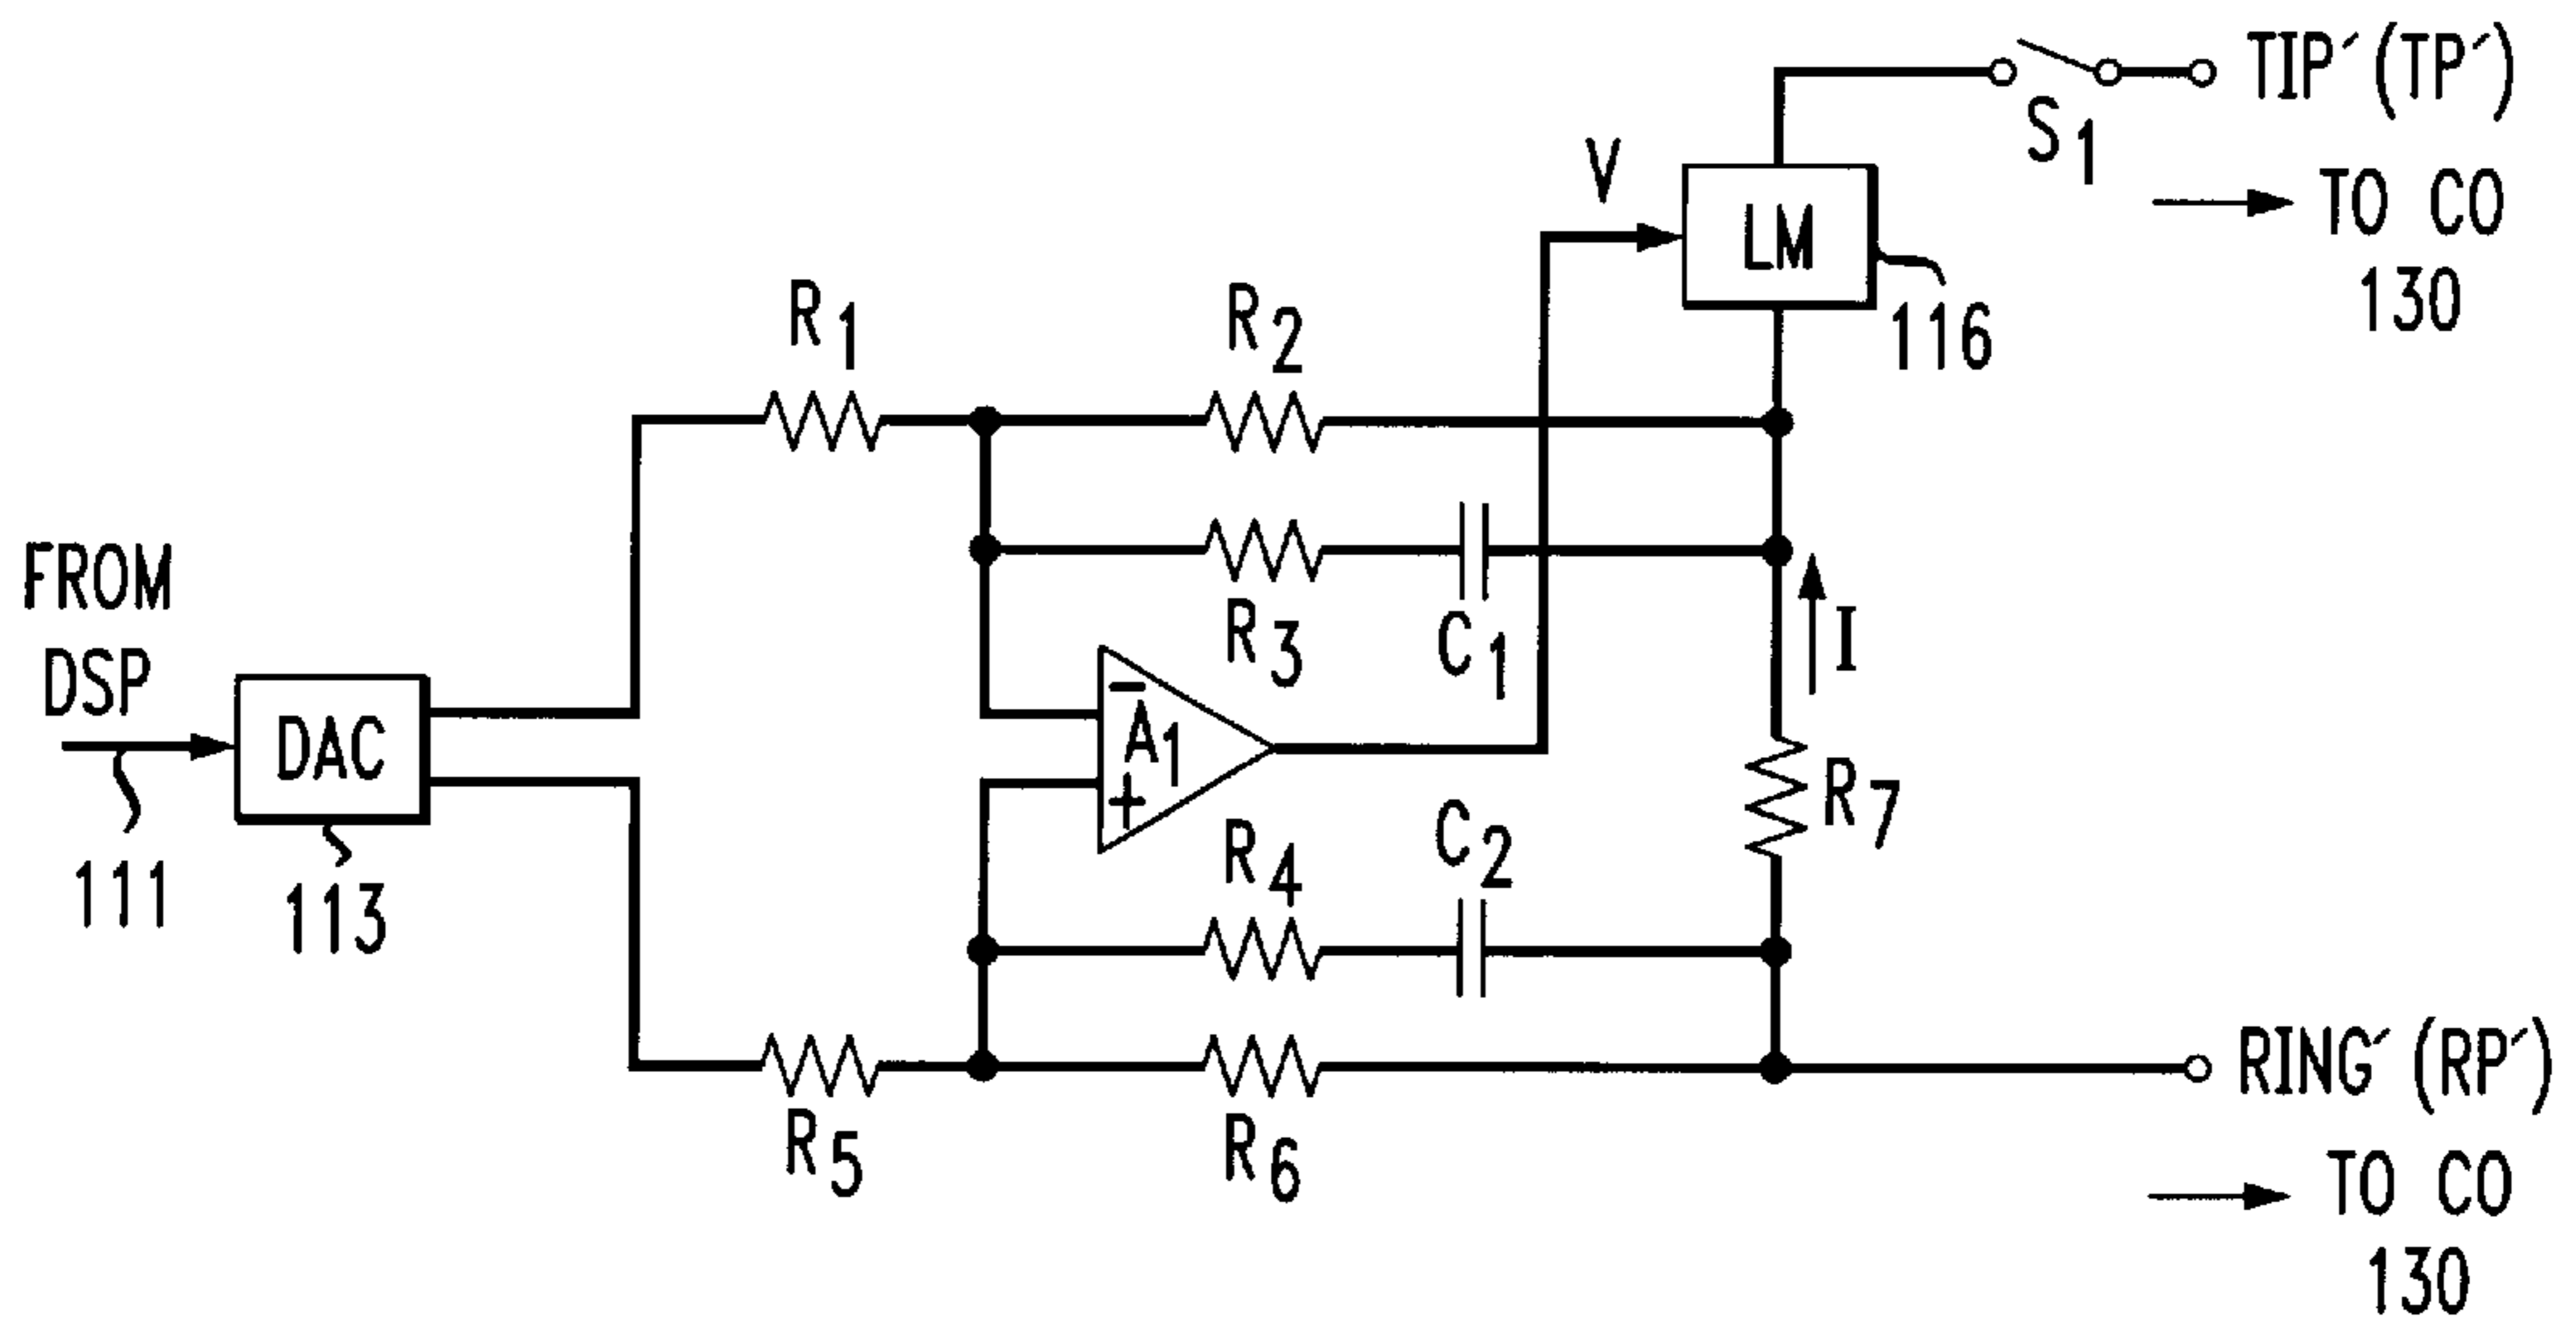 TIP′(TP′)
S1
TO CO
130
V
LM
116
R1
R2
R3
C1
I
FROM
DSP
111
DAC
113
−
A1
+
R7
R4
C2
R5
R6
RING′(RP′)
TO CO
130